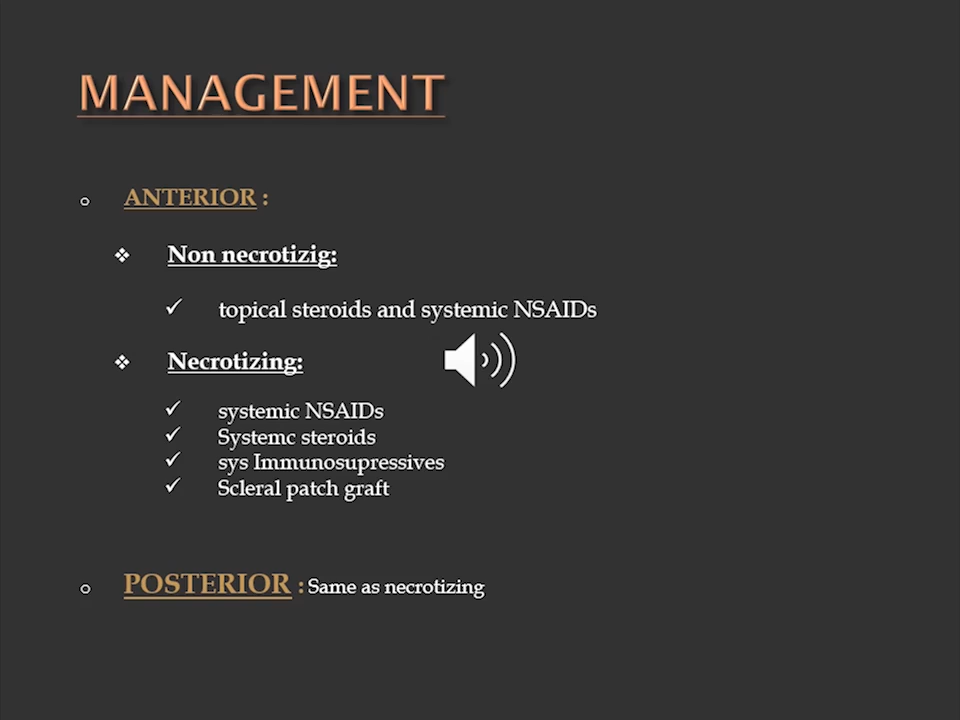 MANAGEMENT
ANTERIOR :
Non necrotizig:
topical steroids and systemic NSAIDs
Necrotizing:
systemic NSAIDs
Systemc steroids
sys Immunosupressives
Scleral patch graft
POSTERIOR : Same as necrotizing